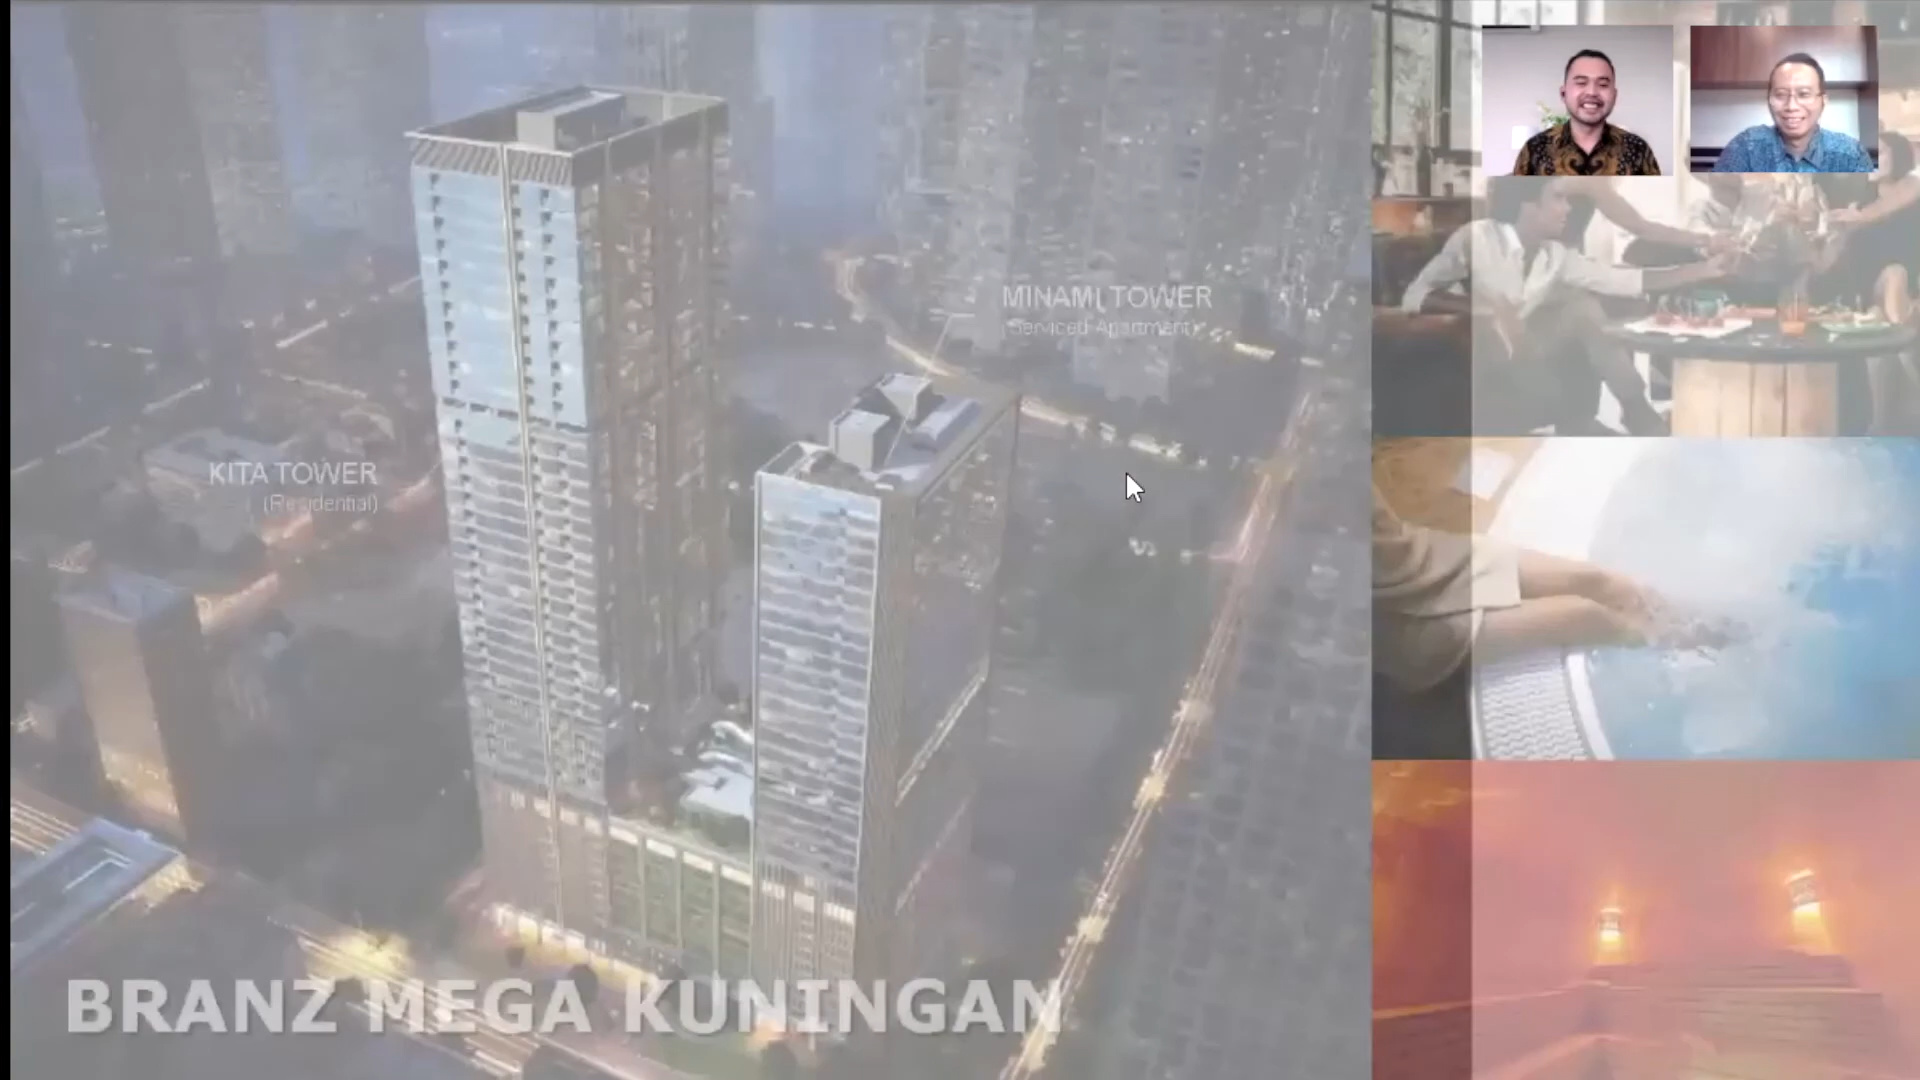 MINAMI TOWER
(Serviced Apartment)
KITA TOWER
(Residential)
BRANZ MEGA KUNINGAN